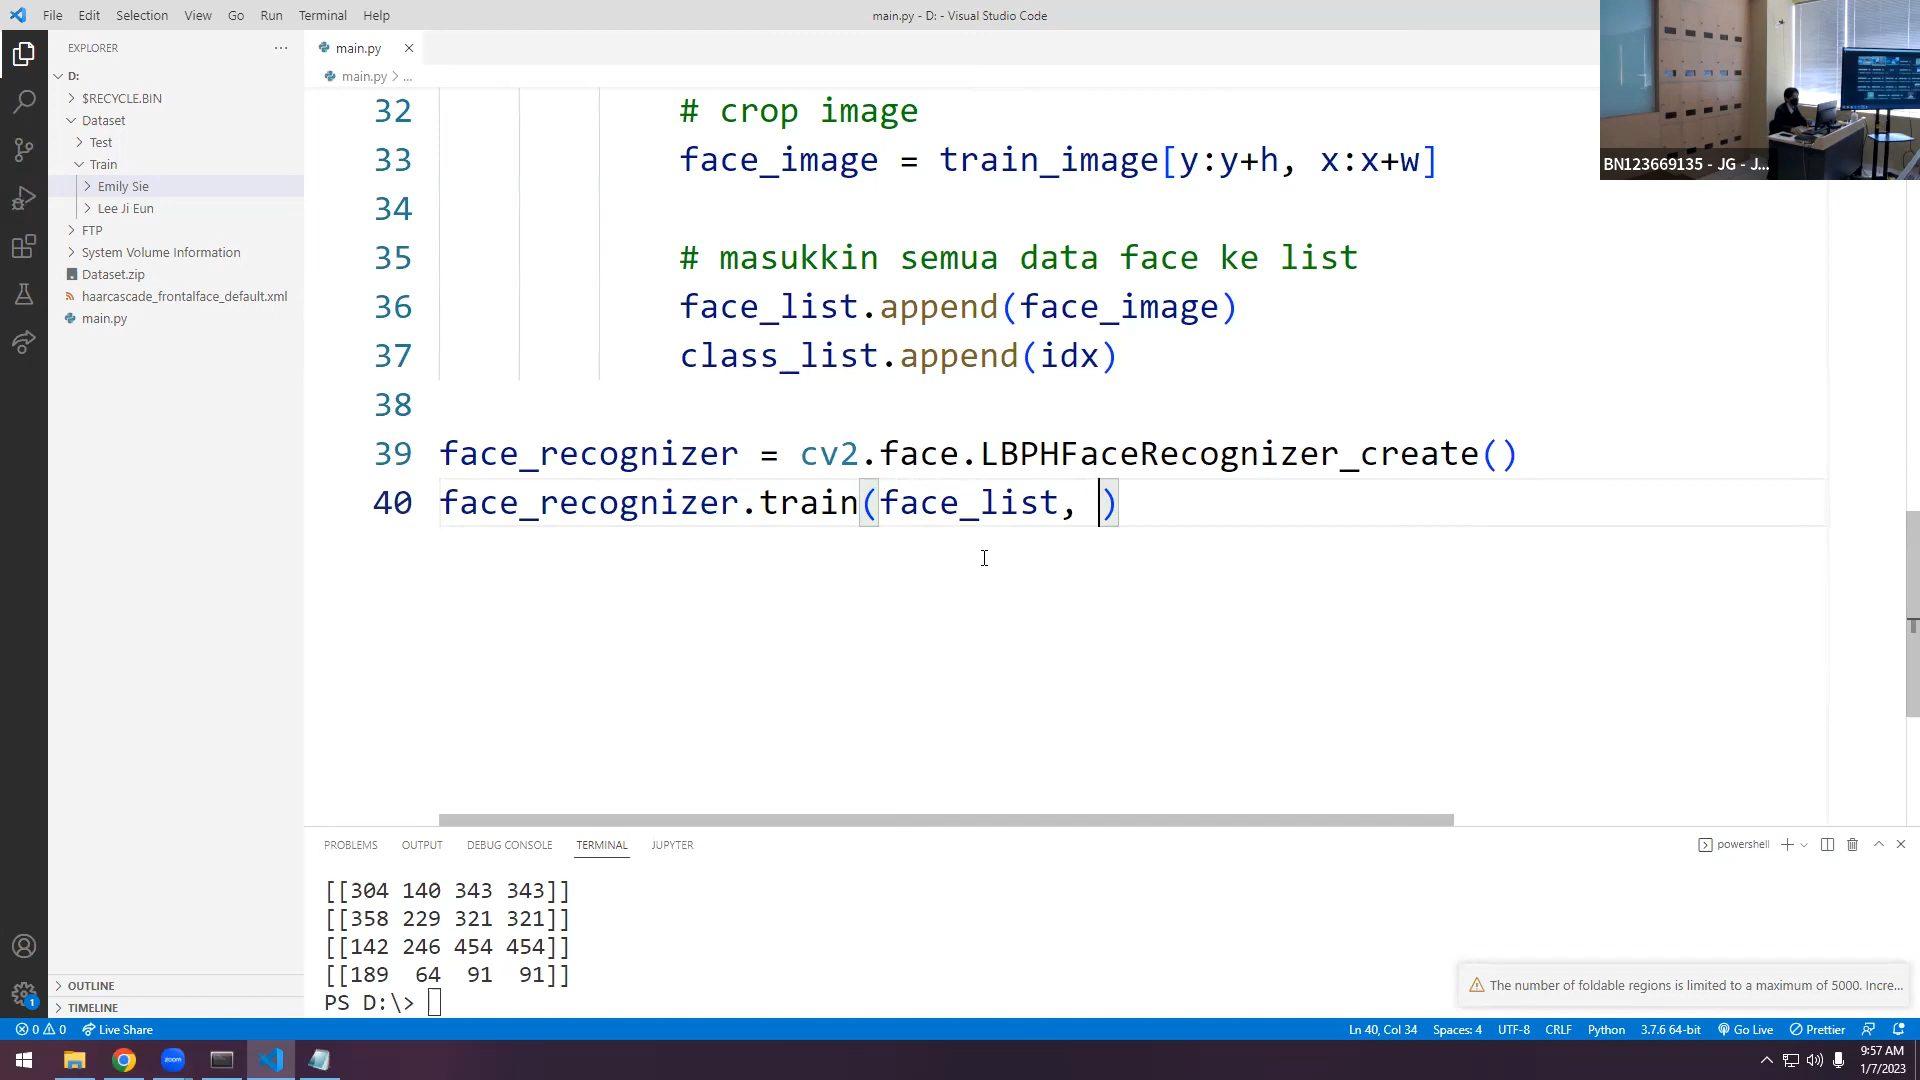 File Edit Selection View Go Run Terminal Help
main.py - D: - Visual Studio Code
EXPLORER
D:
$RECYCLE.BIN
Dataset
Test
Train
Emily Sie
Lee Ji Eun
FTP
System Volume Information
Dataset.zip
haarcascade_frontalface_default.xml
main.py
OUTLINE
TIMELINE
main.py
main.py > ...
32 # crop image
33 face_image = train_image[y:y+h, x:x+w]
34
35 # masukkin semua data face ke list
36 face_list.append(face_image)
37 class_list.append(idx)
38
39 face_recognizer = cv2.face.LBPHFaceRecognizer_create()
40 face_recognizer.train(face_list, )
BN123669135 - JG - J...
PROBLEMS OUTPUT DEBUG CONSOLE TERMINAL JUPYTER
powershell
[[304 140 343 343]]
[[358 229 321 321]]
[[142 246 454 454]]
[[189 64 91 91]]
PS D:\>
The number of foldable regions is limited to a maximum of 5000. Incre...
1
0 0 Live Share
Ln 40, Col 34 Spaces: 4 UTF-8 CRLF Python 3.7.6 64-bit Go Live Prettier
zoom
9:57 AM
1/7/2023